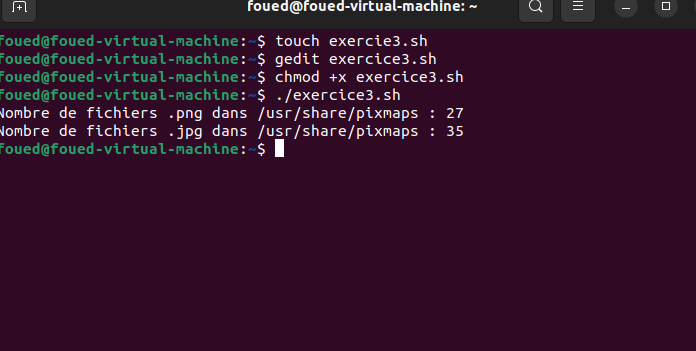 foued@foued-virtual-machine: ~
foued@foued-virtual-machine:~$ touch exercie3.sh
foued@foued-virtual-machine:~$ gedit exercice3.sh
foued@foued-virtual-machine:~$ chmod +x exercice3.sh
foued@foued-virtual-machine:~$ ./exercice3.sh
Nombre de fichiers .png dans /usr/share/pixmaps : 27
Nombre de fichiers .jpg dans /usr/share/pixmaps : 35
foued@foued-virtual-machine:~$